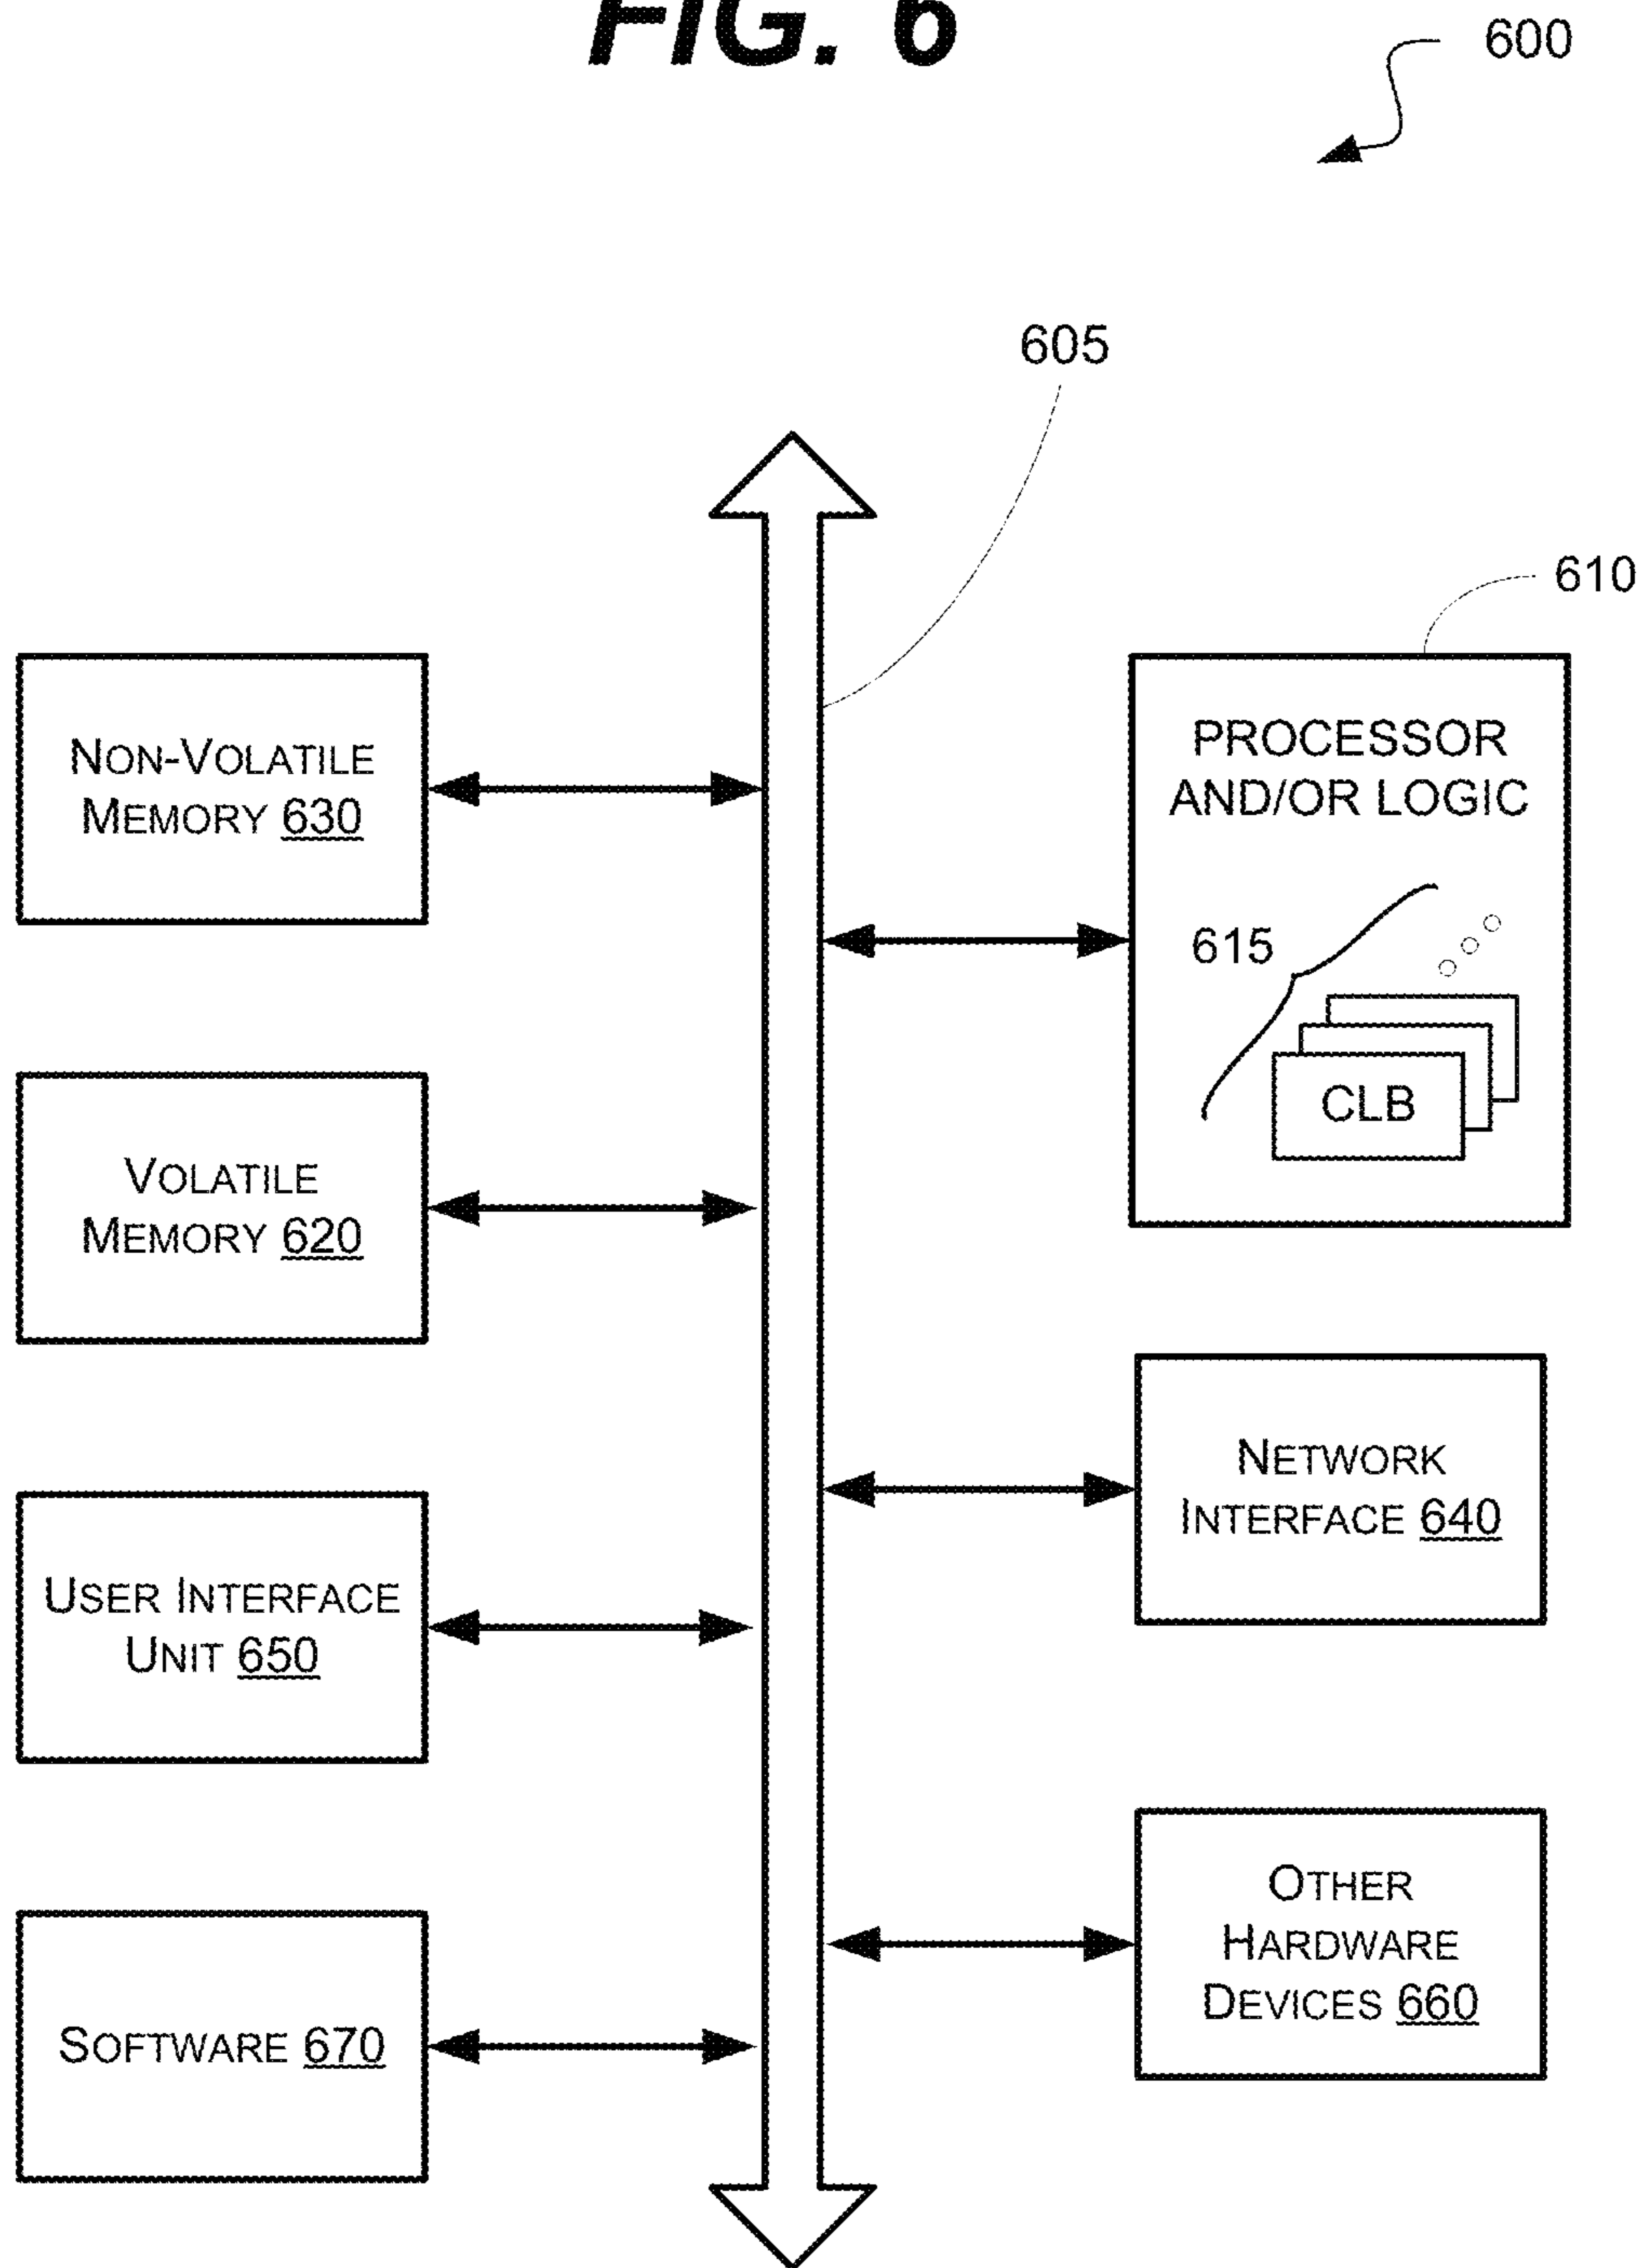 FIG. 6
600
605
610
NON-VOLATILE
MEMORY 630
PROCESSOR
AND/OR LOGIC
615
CLB
VOLATILE
MEMORY 620
NETWORK
INTERFACE 640
USER INTERFACE
UNIT 650
OTHER
HARDWARE
DEVICES 660
SOFTWARE 670